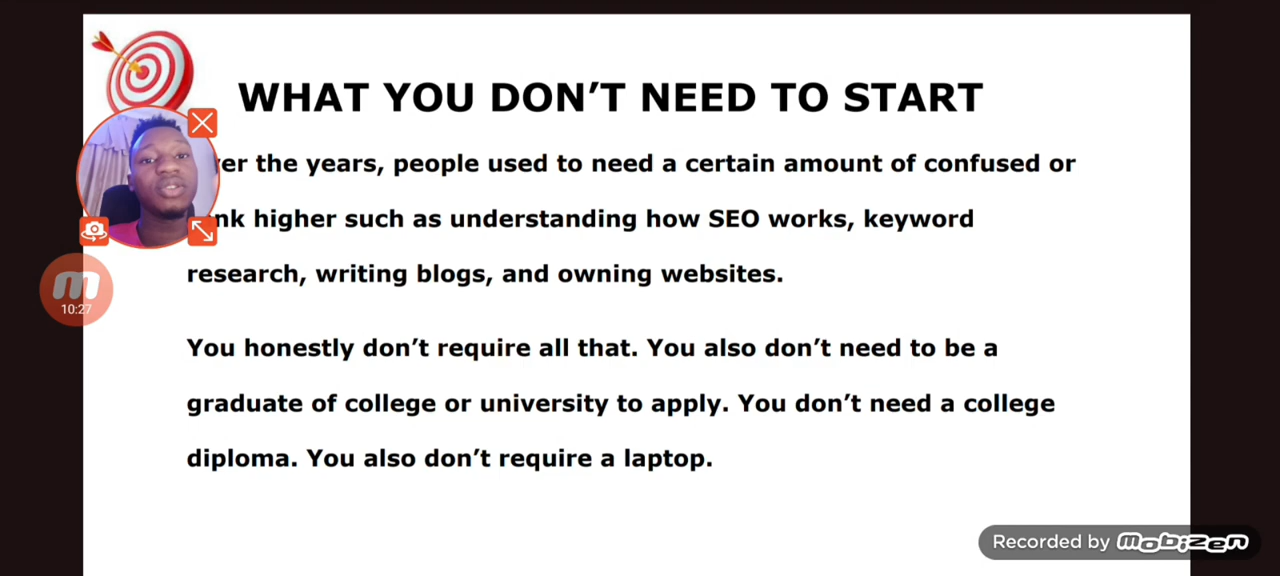 WHAT YOU DON'T NEED TO START
the years, people used to need a certain amount of confused or
higher such as understanding how SEO works, keyword
research, writing blogs, and owning websites.
10:27
You honestly don't require all that. You also don't need to be a
graduate of college or university to apply. You don't need a college
diploma. You also don't require a laptop.
Recorded by Mobizen